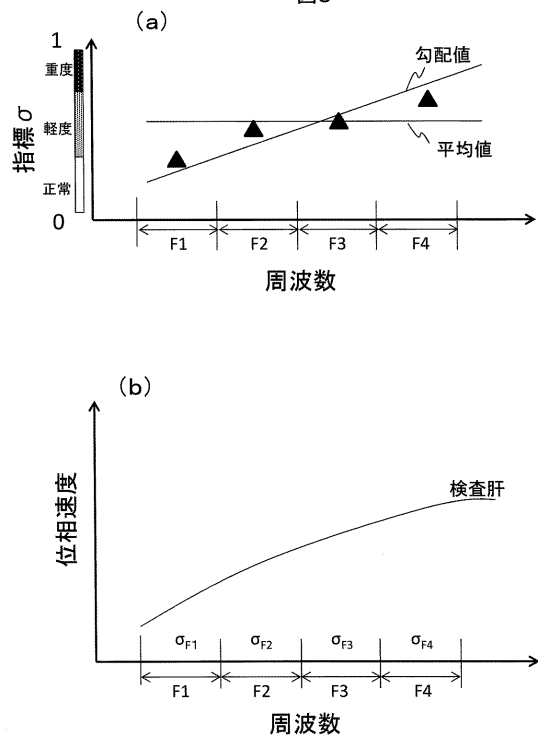 (a)
1
重度
軽度
正常
0
指標σ
勾配値
平均値
F1 F2 F3 F4
周波数
(b)
位相速度
検査肝
σF1 σF2 σF3 σF4
F1 F2 F3 F4
周波数